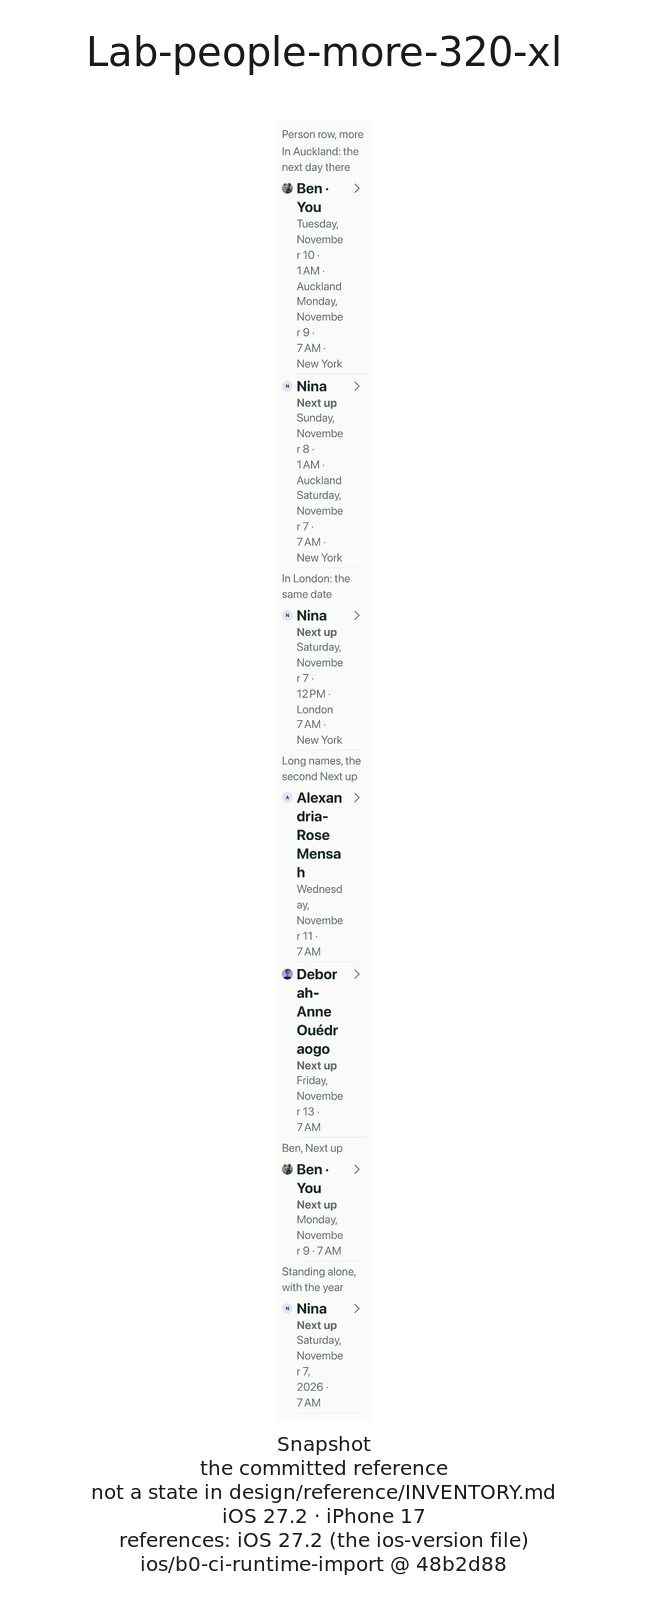 Lab-people-more-320-xl
Person row, more
In Auckland: the
next day there
Ben ·
You
Tuesday,
Novembe
r 10 ·
1 AM ·
Auckland
Monday,
Novembe
r 9 ·
7 AM ·
New York
N
Nina
Next up
Sunday,
Novembe
r 8 ·
1 AM ·
Auckland
Saturday,
Novembe
r 7 ·
7 AM ·
New York
In London: the
same date
N
Nina
Next up
Saturday,
Novembe
r 7 ·
12 PM ·
London
7 AM ·
New York
Long names, the
second Next up
A
Alexan
dria-
Rose
Mensa
h
Wednesd
ay,
Novembe
r 11 ·
7 AM
Debor
ah-
Anne
Ouédr
aogo
Next up
Friday,
Novembe
r 13 ·
7 AM
Ben, Next up
Ben ·
You
Next up
Monday,
Novembe
r 9 · 7 AM
Standing alone,
with the year
N
Nina
Next up
Saturday,
Novembe
r 7,
2026 ·
7 AM
Snapshot
the committed reference
not a state in design/reference/INVENTORY.md
iOS 27.2 · iPhone 17
references: iOS 27.2 (the ios-version file)
ios/b0-ci-runtime-import @ 48b2d88